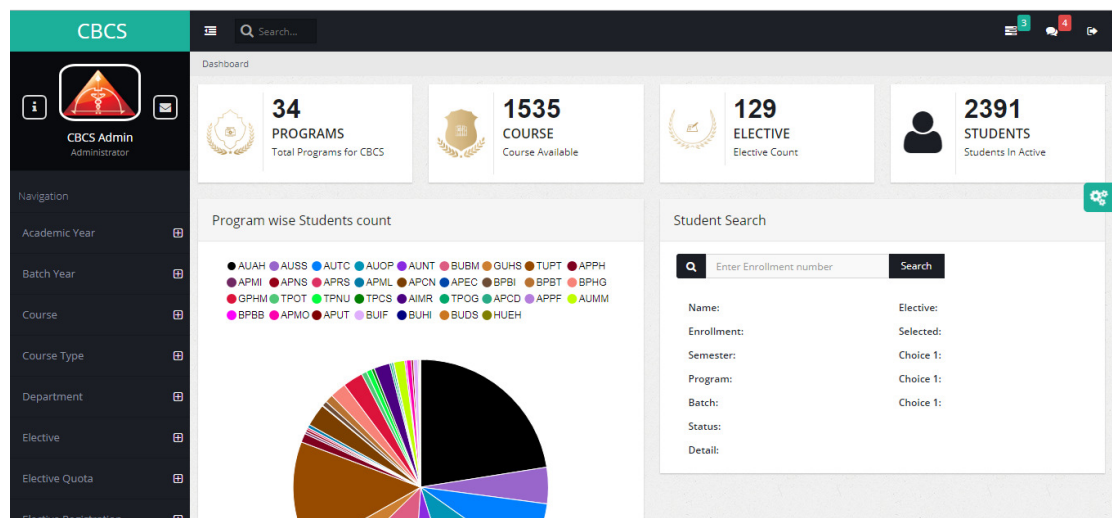 CBCS
Search...
3
4
Dashboard
CBCS Admin
Administrator
34
PROGRAMS
Total Programs for CBCS
1535
COURSE
Course Available
129
ELECTIVE
Elective Count
2391
STUDENTS
Students In Active
Navigation
Academic Year
Batch Year
Course
Course Type
Department
Elective
Elective Quota
Elective Registration
Program wise Students count
AUAH AUSS AUTC AUOP AUNT BUBM GUHS TUPT APPH
APMI APNS APRS APML APCN APEC BPBI BPBT BPHG
GPHM TPOT TPNU TPCS AIMR TPOG APCD APPF AUMM
BPBB APMO APUT BUIF BUHI BUDS HUEH
Student Search
Enter Enrollment number Search
Name: Elective:
Enrollment: Selected:
Semester: Choice 1:
Program: Choice 1:
Batch: Choice 1:
Status:
Detail: